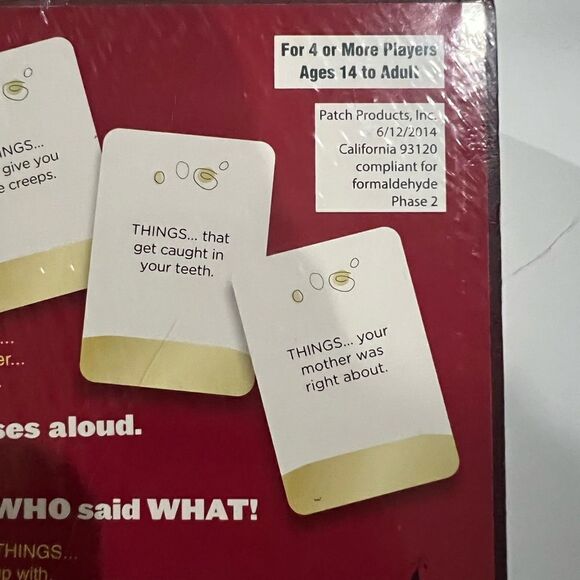 For 4 or More Players
Ages 14 to Adult
Patch Products, Inc.
6/12/2014
California 93120
compliant for
formaldehyde
Phase 2
give you
creeps.
THINGS... that
get caught in
your teeth.
THINGS... your
mother was
right about.
aloud.
WHO said WHAT!
THINGS...
with